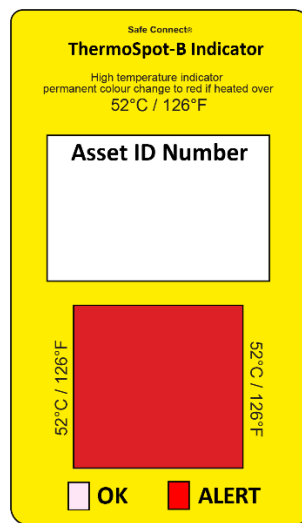 Safe Connect®
ThermoSpot-B Indicator
High temperature indicator
permanent colour change to red if heated over
52°C / 126°F
Asset ID Number
52°C / 126°F
52°C / 126°F
OK
ALERT